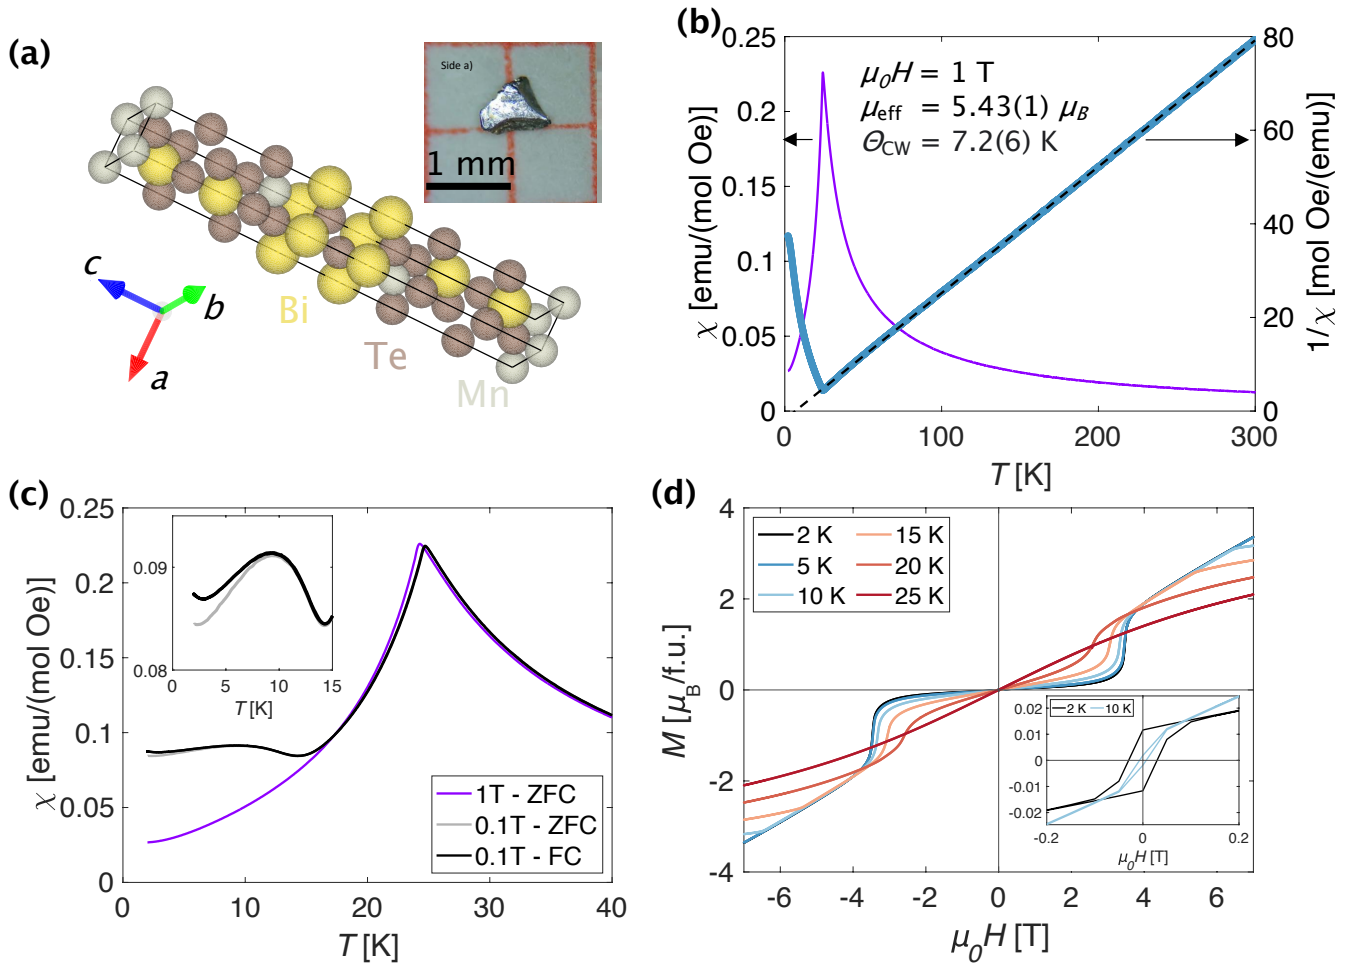 (a)
Side a)
1 mm
c
b
a
Bi
Te
Mn
(b)
μ₀H = 1 T
μeff = 5.43(1) μB
ΘCW = 7.2(6) K
0.25
0.2
0.15
0.1
0.05
0
χ [emu/(mol Oe)]
80
60
40
20
0
1/χ [mol Oe/(emu)]
0
100
200
300
T [K]
(c)
0.25
0.2
0.15
0.1
0.05
0
χ [emu/(mol Oe)]
0.09
0.08
0
5
10
15
T [K]
1T - ZFC
0.1T - ZFC
0.1T - FC
0
10
20
30
40
T [K]
(d)
4
2
0
-2
-4
M [μB/f.u.]
2 K
5 K
10 K
15 K
20 K
25 K
2 K
10 K
0.02
0.01
0
-0.01
-0.02
-0.2
0
0.2
μ₀H [T]
-6
-4
-2
0
2
4
6
μ₀H [T]